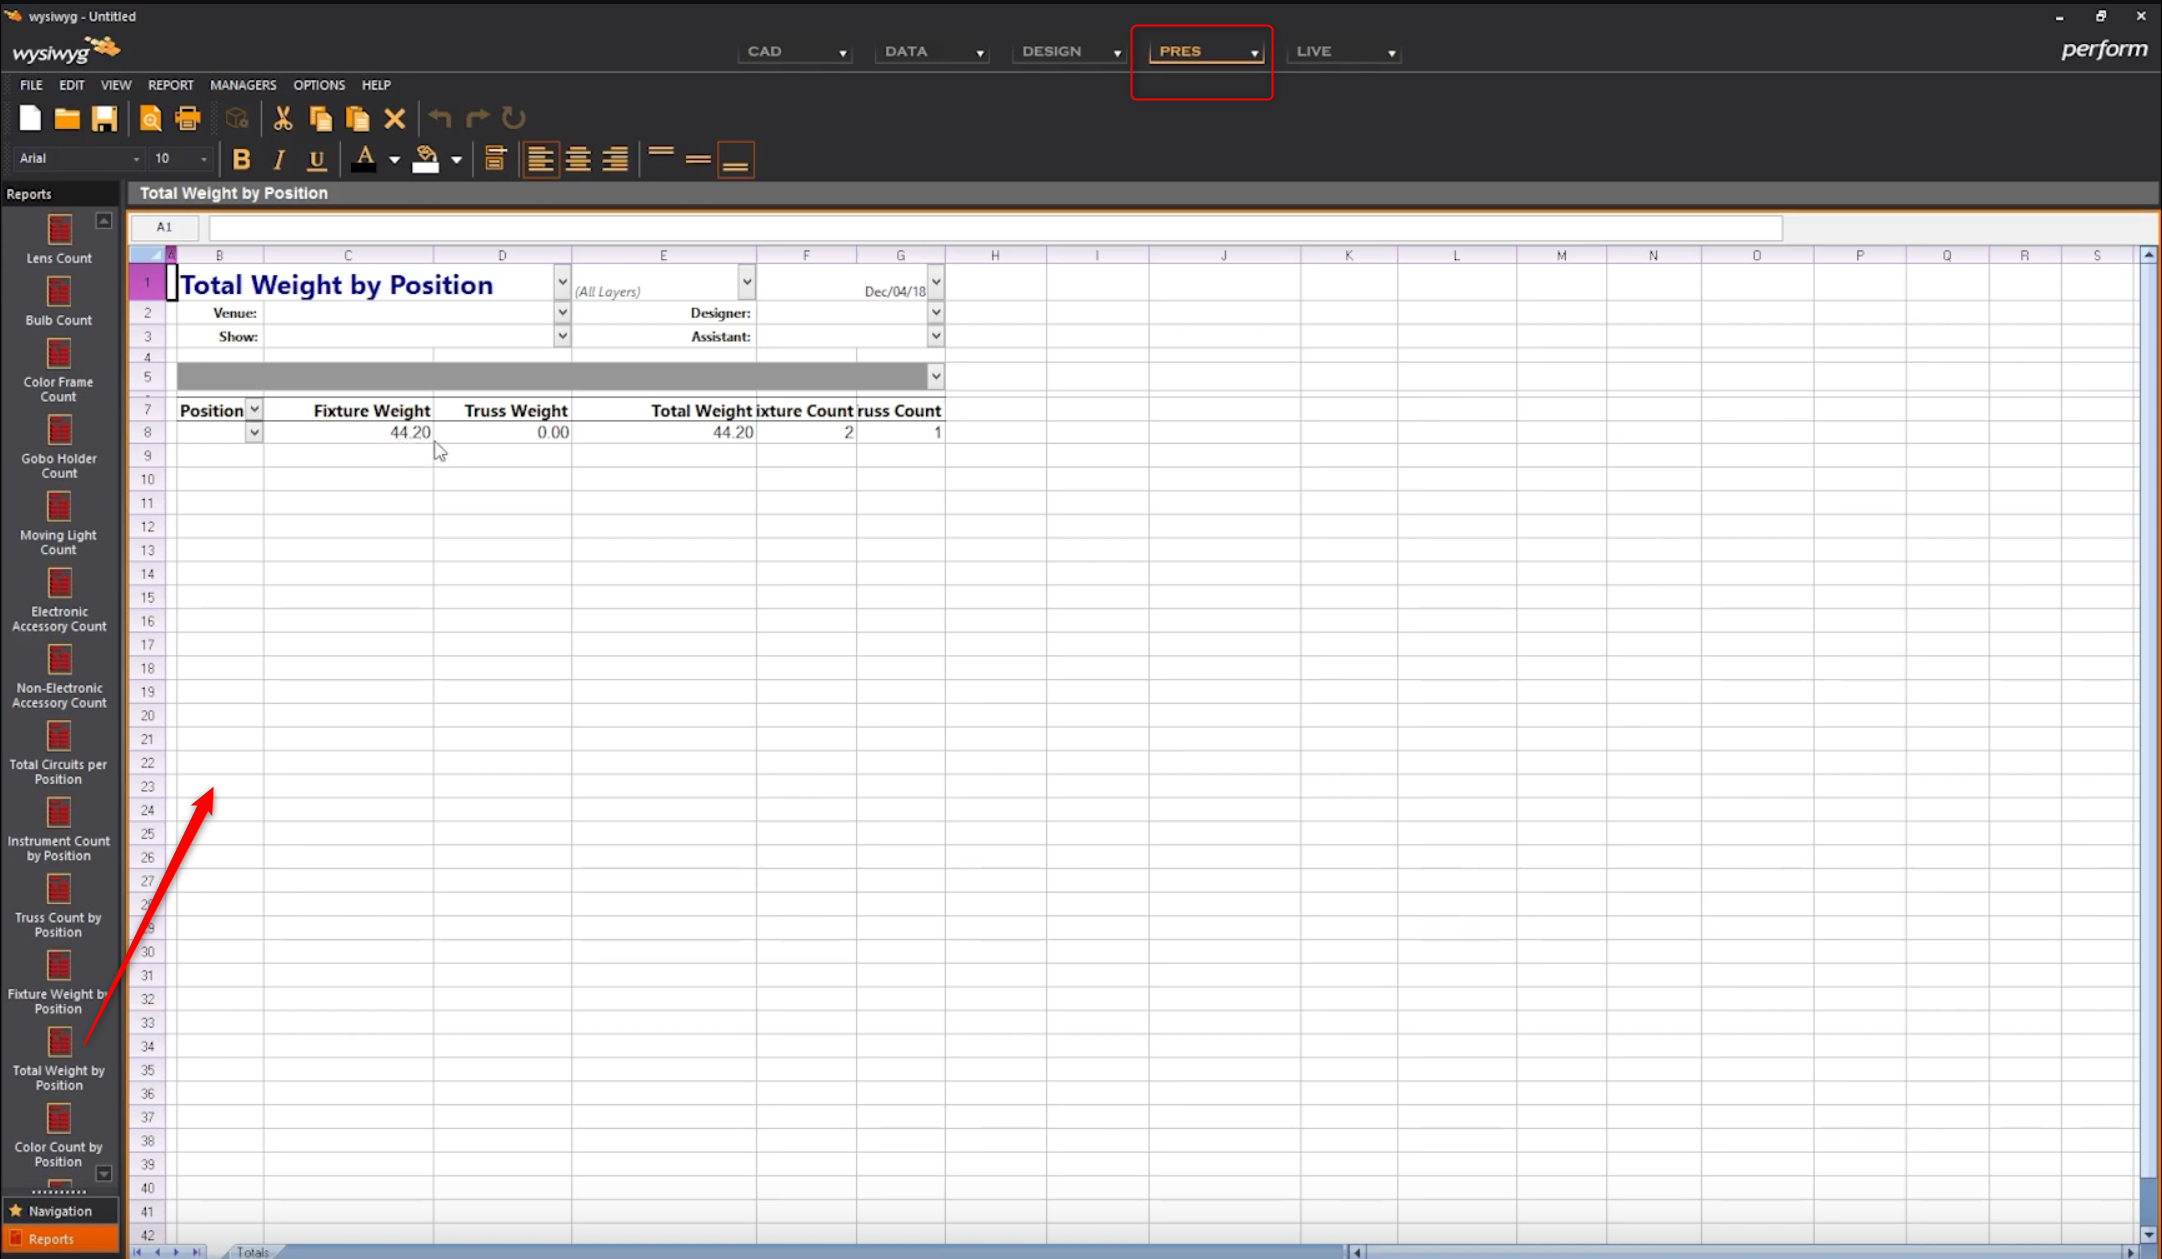 wysiwyg - Untitled
wysiwyg
CAD
DATA
DESIGN
PRES
LIVE
perform
FILE EDIT VIEW REPORT MANAGERS OPTIONS HELP
Arial
10
B I U A
Reports
Total Weight by Position
A1
A B C D E F G H I J K L M N O P Q R S
1
Total Weight by Position
(All Layers)
Dec/04/18
2
Venue:
Designer:
3
Show:
Assistant:
4
5
7
Position
Fixture Weight
Truss Weight
Total Weight
ixture Count
russ Count
8
44.20
0.00
44.20
2
1
9
10
11
12
13
14
15
16
17
18
19
20
21
22
23
24
25
26
27
29
30
31
32
33
34
35
36
37
38
39
40
41
42
Lens Count
Bulb Count
Color Frame
Count
Gobo Holder
Count
Moving Light
Count
Electronic
Accessory Count
Non-Electronic
Accessory Count
Total Circuits per
Position
Instrument Count
by Position
Truss Count by
Position
Fixture Weight by
Position
Total Weight by
Position
Color Count by
Position
Navigation
Reports
Totals